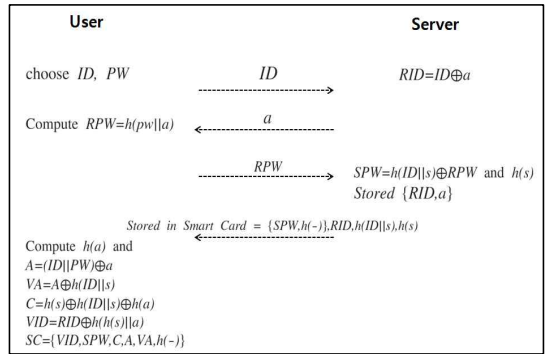 User Server
choose ID, PW ID RID=ID⊕a
Compute RPW=h(pw||a) a
RPW SPW=h(ID||s)⊕RPW and h(s)
Stored {RID,a}
Stored in Smart Card = {SPW,h(-)},RID,h(ID||s),h(s)
Compute h(a) and
A=(ID||PW)⊕a
VA=A⊕h(ID||s)
C=h(s)⊕h(ID||s)⊕h(a)
VID=RID⊕h(h(s)||a)
SC={VID,SPW,C,A,VA,h(-)}